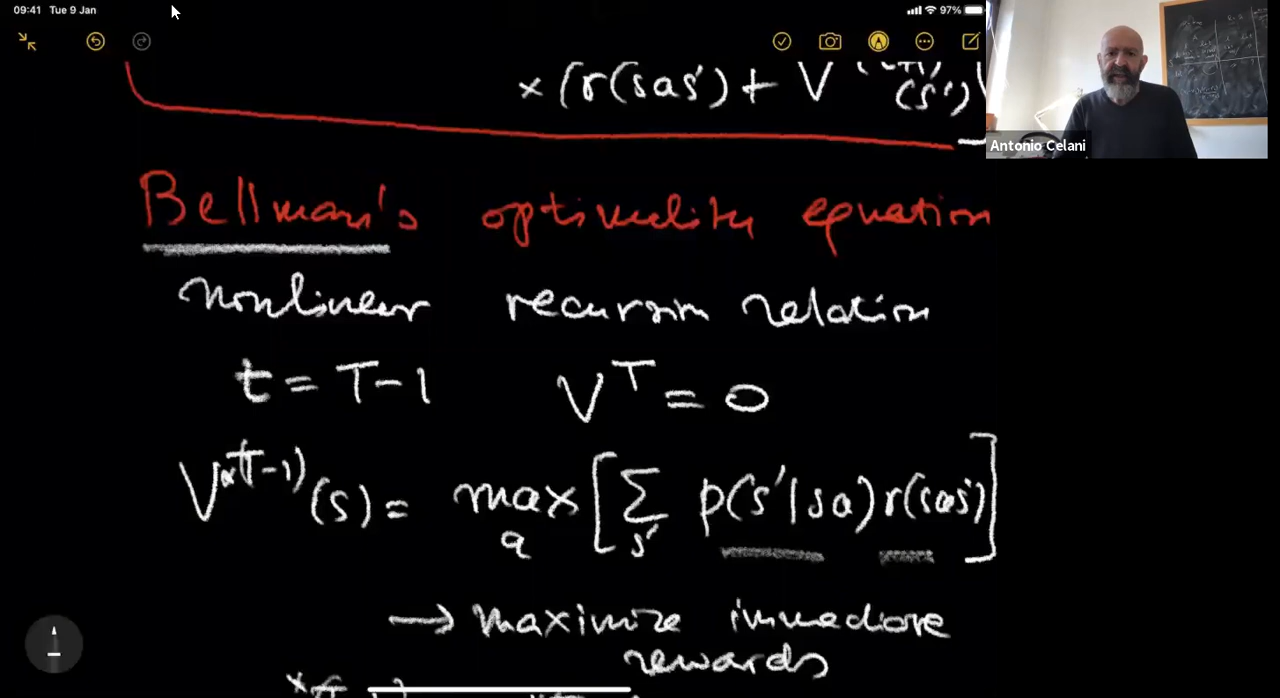 09:41 Tue 9 Jan
97%
× (r(sas') + V (s')
Antonio Celani
Bellman's optimality equation
nonlinear recursion relation
t = T-1 V^T = 0
V^{*(T-1)}(s) = max_a [ Σ_{s'} p(s'|sa) r(sas') ]
→ maximize immediate
rewards